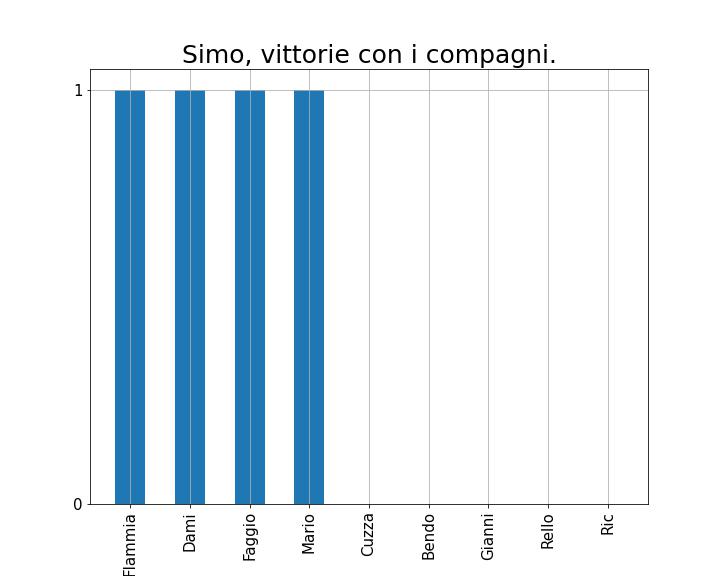 Simo, vittorie con i compagni.
1
0
Flammia
Dami
Faggio
Mario
Cuzza
Bendo
Gianni
Rello
Ric